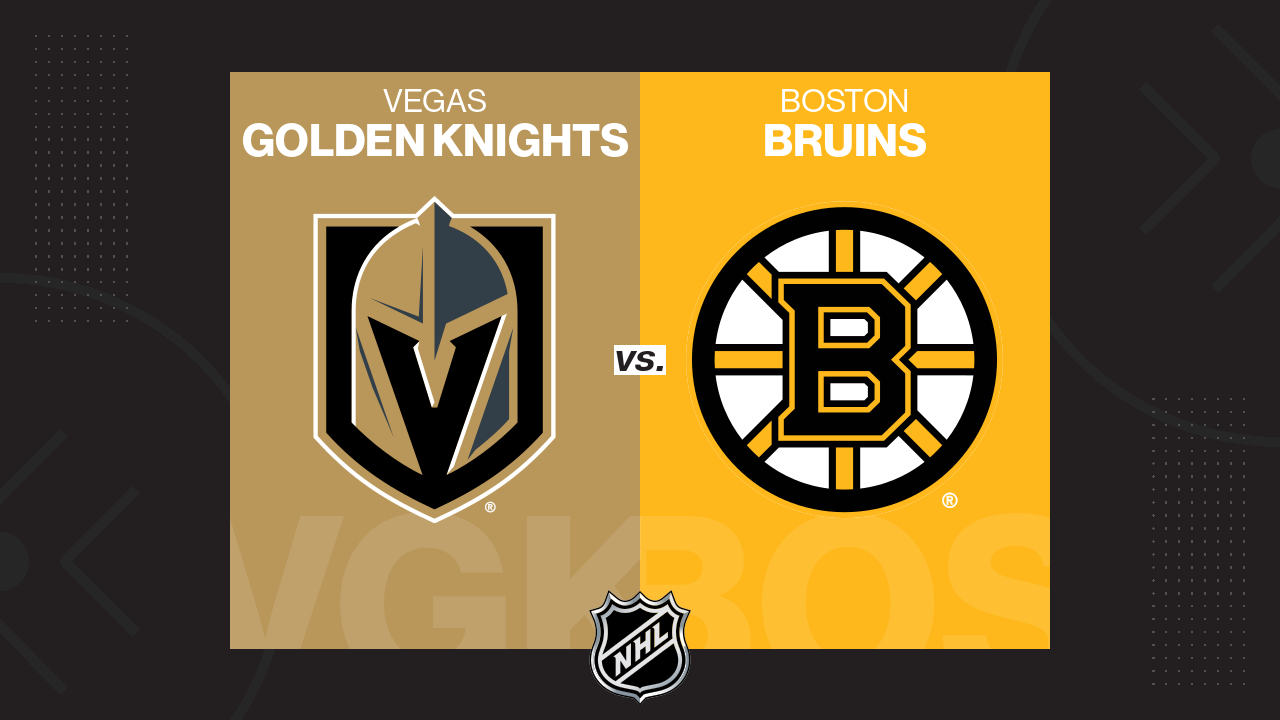 VEGAS
GOLDEN KNIGHTS
BOSTON
BRUINS
vs.
B
®
®
VGK
BOS
NHL